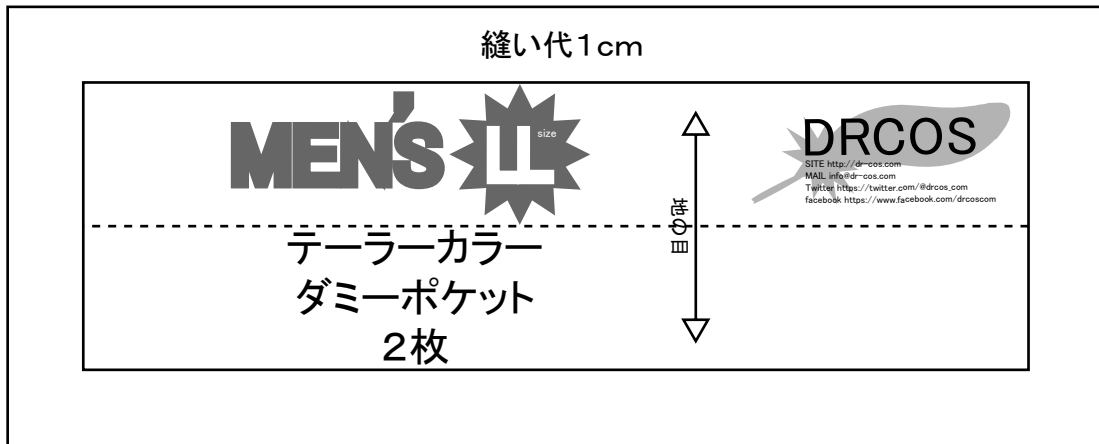 縫い代１cm
MEN'S LL size
DRCOS
SITE http://dr-cos.com
MAIL info@dr-cos.com
Twitter https://twitter.com/@drcos_com
facebook https://www.facebook.com/drcoscom
地の目
テーラーカラー
ダミーポケット
２枚